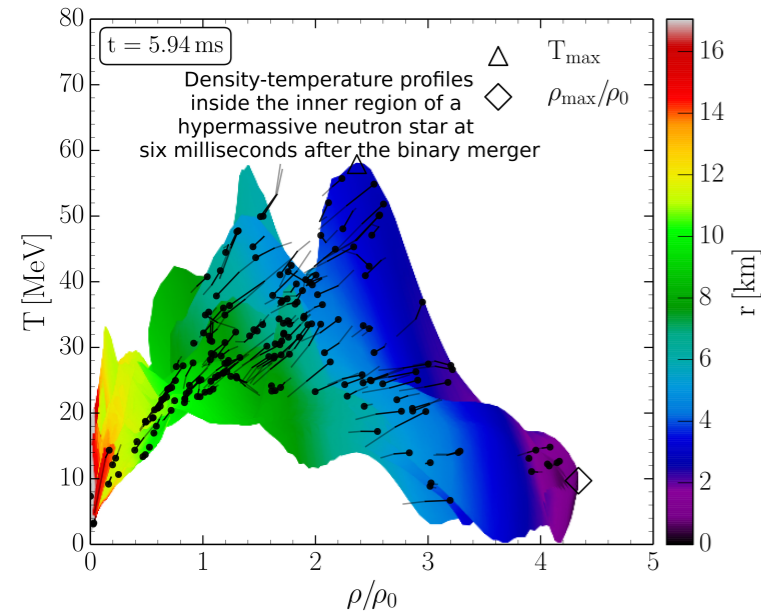 80
70
60
50
40
30
20
10
0
T [MeV]
t = 5.94 ms
Density-temperature profiles
inside the inner region of a
hypermassive neutron star at
six milliseconds after the binary merger
T_max
ρ_max/ρ_0
0 1 2 3 4 5
ρ/ρ_0
16
14
12
10
8
6
4
2
0
r [km]